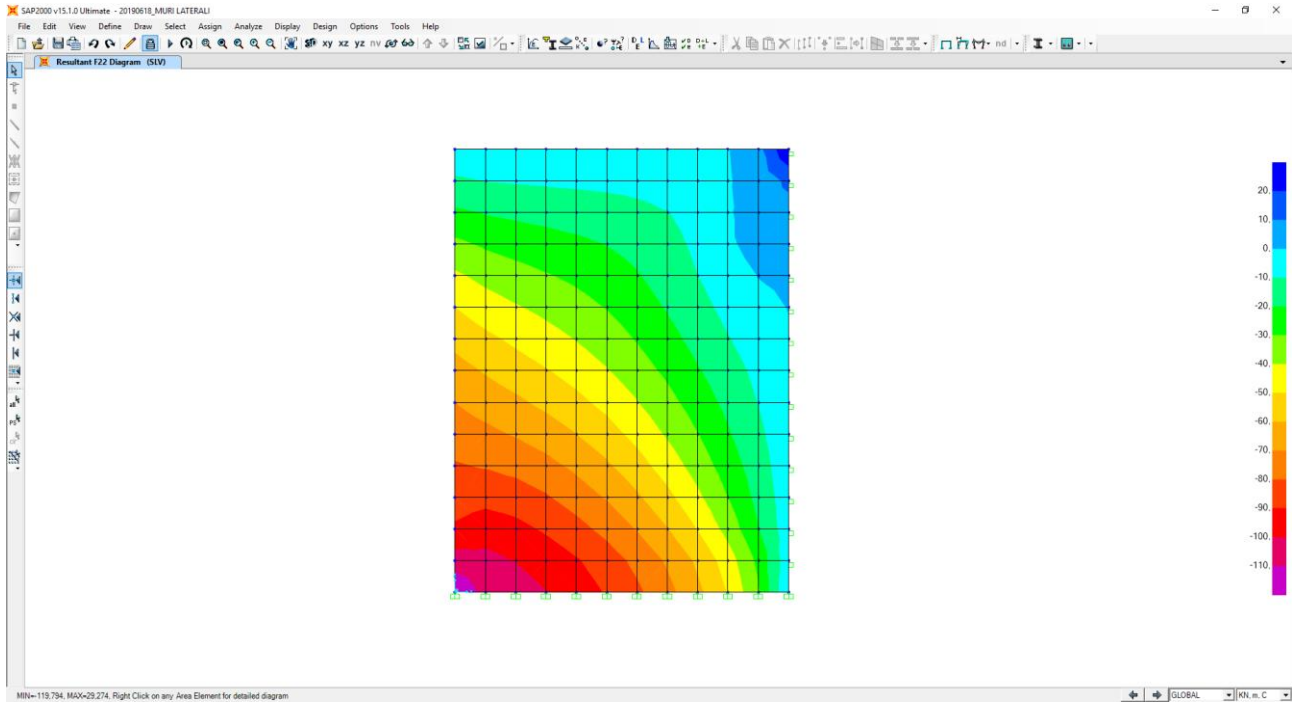 SAP2000 v15.1.0 Ultimate - 20190618_MURI LATERALI
File Edit View Define Draw Select Assign Analyze Display Design Options Tools Help
xy xz yz nv nd
Resultant F22 Diagram (SLV)
20,
10,
0,
-10,
-20,
-30,
-40,
-50,
-60,
-70,
-80,
-90,
-100,
-110,
MIN=-119,794, MAX=29,274, Right Click on any Area Element for detailed diagram
GLOBAL KN, m, C